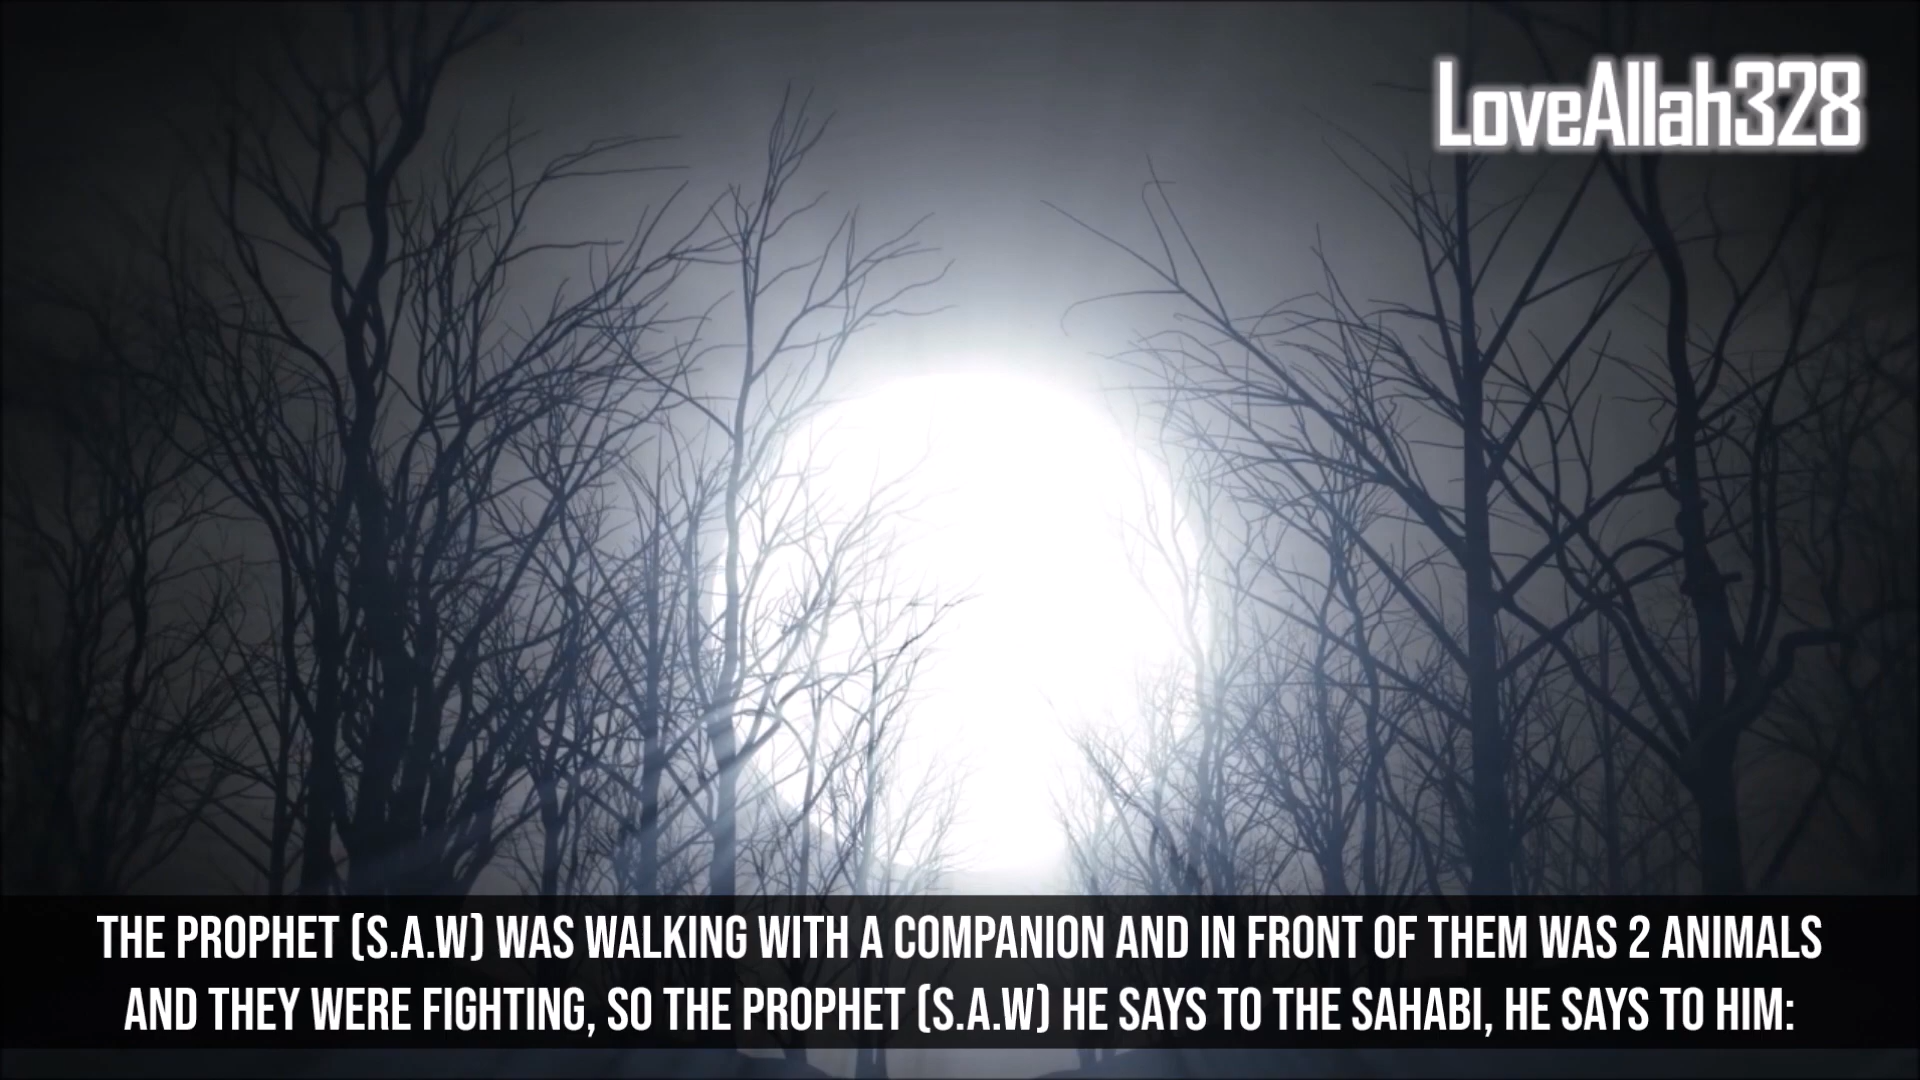 LoveAllah328
THE PROPHET (S.A.W) WAS WALKING WITH A COMPANION AND IN FRONT OF THEM WAS 2 ANIMALS
AND THEY WERE FIGHTING, SO THE PROPHET (S.A.W) HE SAYS TO THE SAHABI, HE SAYS TO HIM: